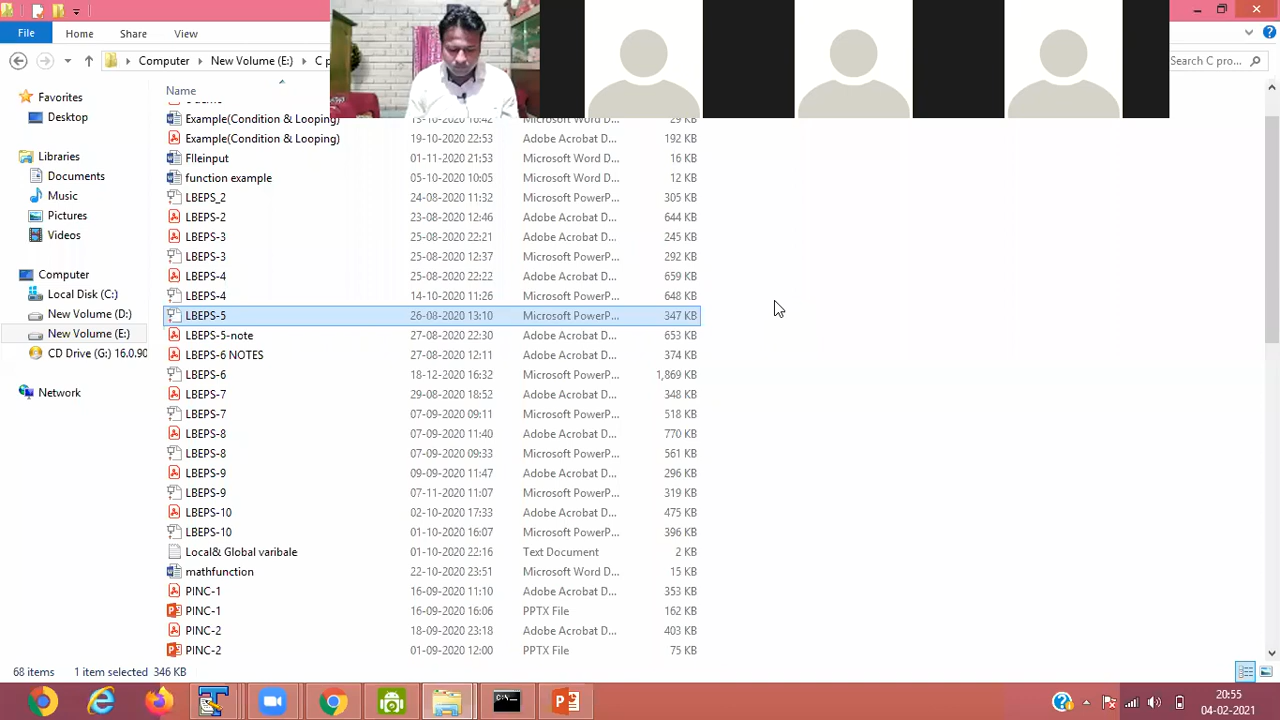 File Home Share View
Computer New Volume (E:) C p... Search C pro...
Name
Favorites
Desktop
Libraries
Documents
Music
Pictures
Videos
Computer
Local Disk (C:)
New Volume (D:)
New Volume (E:)
CD Drive (G:) 16.0.90
Network
Example(Condition & Looping) 13-10-2020 16:42 Microsoft Word D... 29 KB
Example(Condition & Looping) 19-10-2020 22:53 Adobe Acrobat D... 192 KB
FIleinput 01-11-2020 21:53 Microsoft Word D... 16 KB
function example 05-10-2020 10:05 Microsoft Word D... 12 KB
LBEPS_2 24-08-2020 11:32 Microsoft PowerP... 305 KB
LBEPS-2 23-08-2020 12:46 Adobe Acrobat D... 644 KB
LBEPS-3 25-08-2020 22:21 Adobe Acrobat D... 245 KB
LBEPS-3 25-08-2020 12:37 Microsoft PowerP... 292 KB
LBEPS-4 25-08-2020 22:22 Adobe Acrobat D... 659 KB
LBEPS-4 14-10-2020 11:26 Microsoft PowerP... 648 KB
LBEPS-5 26-08-2020 13:10 Microsoft PowerP... 347 KB
LBEPS-5-note 27-08-2020 22:30 Adobe Acrobat D... 653 KB
LBEPS-6 NOTES 27-08-2020 12:11 Adobe Acrobat D... 374 KB
LBEPS-6 18-12-2020 16:32 Microsoft PowerP... 1,869 KB
LBEPS-7 29-08-2020 18:52 Adobe Acrobat D... 348 KB
LBEPS-7 07-09-2020 09:11 Microsoft PowerP... 518 KB
LBEPS-8 07-09-2020 11:40 Adobe Acrobat D... 770 KB
LBEPS-8 07-09-2020 09:33 Microsoft PowerP... 561 KB
LBEPS-9 09-09-2020 11:47 Adobe Acrobat D... 296 KB
LBEPS-9 07-11-2020 11:07 Microsoft PowerP... 319 KB
LBEPS-10 02-10-2020 17:33 Adobe Acrobat D... 475 KB
LBEPS-10 01-10-2020 16:07 Microsoft PowerP... 396 KB
Local& Global varibale 01-10-2020 22:16 Text Document 2 KB
mathfunction 22-10-2020 23:51 Microsoft Word D... 15 KB
PINC-1 16-09-2020 11:10 Adobe Acrobat D... 353 KB
PINC-1 16-09-2020 16:06 PPTX File 162 KB
PINC-2 18-09-2020 23:18 Adobe Acrobat D... 403 KB
PINC-2 01-09-2020 12:00 PPTX File 75 KB
68 items 1 item selected 346 KB
20:55
04-02-2021